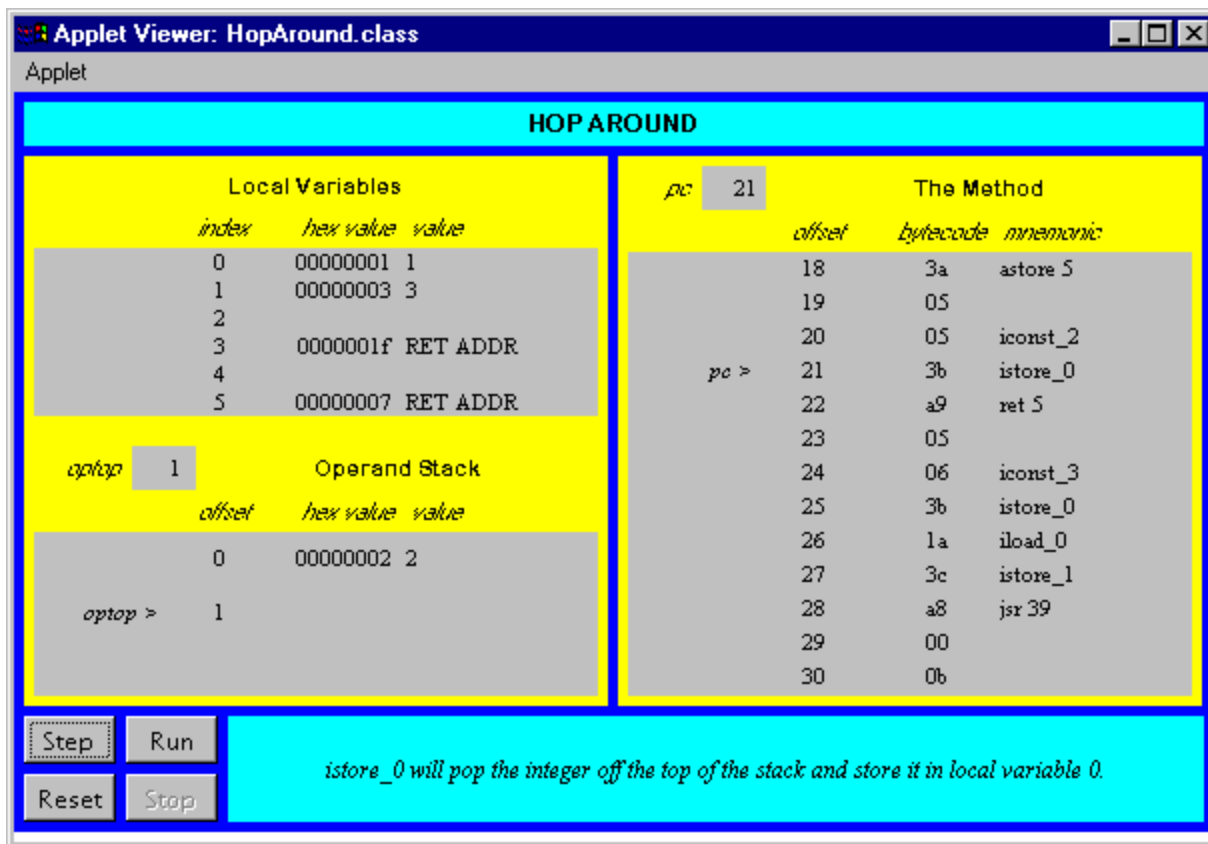 Applet Viewer: HopAround.class
Applet
HOP AROUND
Local Variables
index hex value value
0 00000001 1
1 00000003 3
2
3 0000001f RET ADDR
4
5 00000007 RET ADDR
optop 1 Operand Stack
offset hex value value
0 00000002 2
optop > 1
pc 21 The Method
offset bytecode mnemonic
18 3a astore 5
19 05
20 05 iconst_2
pc > 21 3b istore_0
22 a9 ret 5
23 05
24 06 iconst_3
25 3b istore_0
26 1a iload_0
27 3c istore_1
28 a8 jsr 39
29 00
30 0b
Step Run
Reset Stop
istore_0 will pop the integer off the top of the stack and store it in local variable 0.